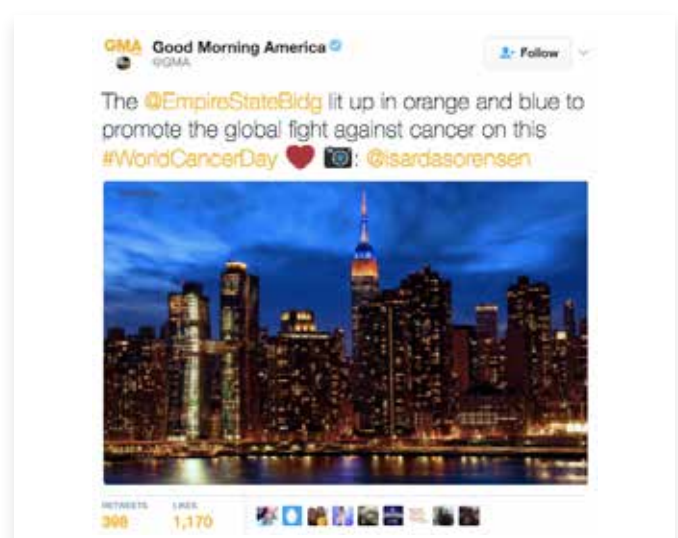 GMA Good Morning America
@GMA
Follow
The @EmpireStateBldg lit up in orange and blue to
promote the global fight against cancer on this
#WorldCancerDay ❤️ 📷: @isardasorensen
RETWEETS LIKES
398 1,170